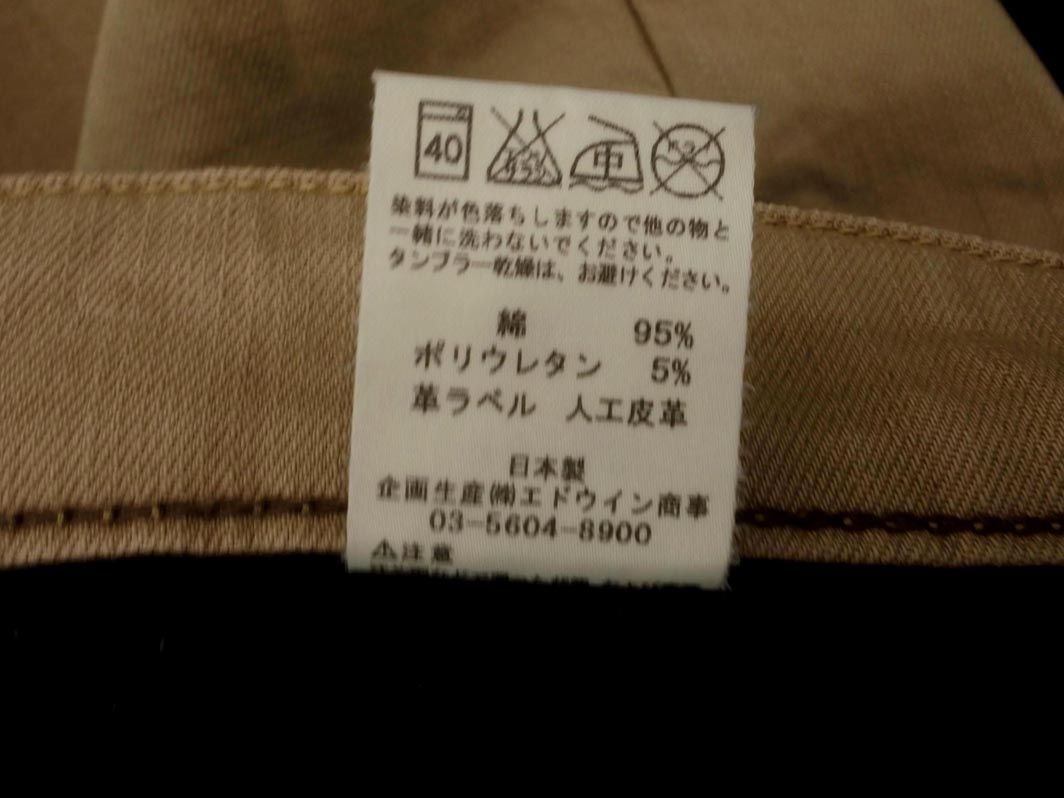 40
中
染料が色落ちしますので他の物と
一緒に洗わないでください。
タンブラー乾燥は、お避けください。
綿 95%
ポリウレタン 5%
革ラベル 人工皮革
日本製
企画生産㈱エドウイン商事
03-5604-8900
⚠注意